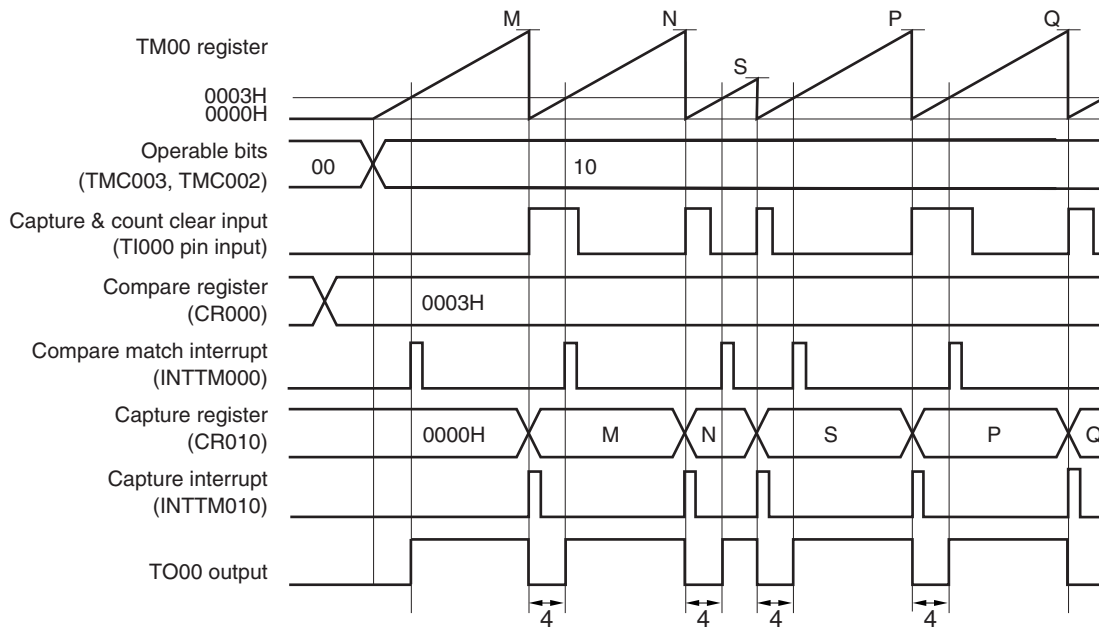 M N P Q
TM00 register
S
0003H
0000H
Operable bits
(TMC003, TMC002)
00 10
Capture & count clear input
(TI000 pin input)
Compare register
(CR000)
0003H
Compare match interrupt
(INTTM000)
Capture register
(CR010)
0000H M N S P Q
Capture interrupt
(INTTM010)
TO00 output
4 4 4 4